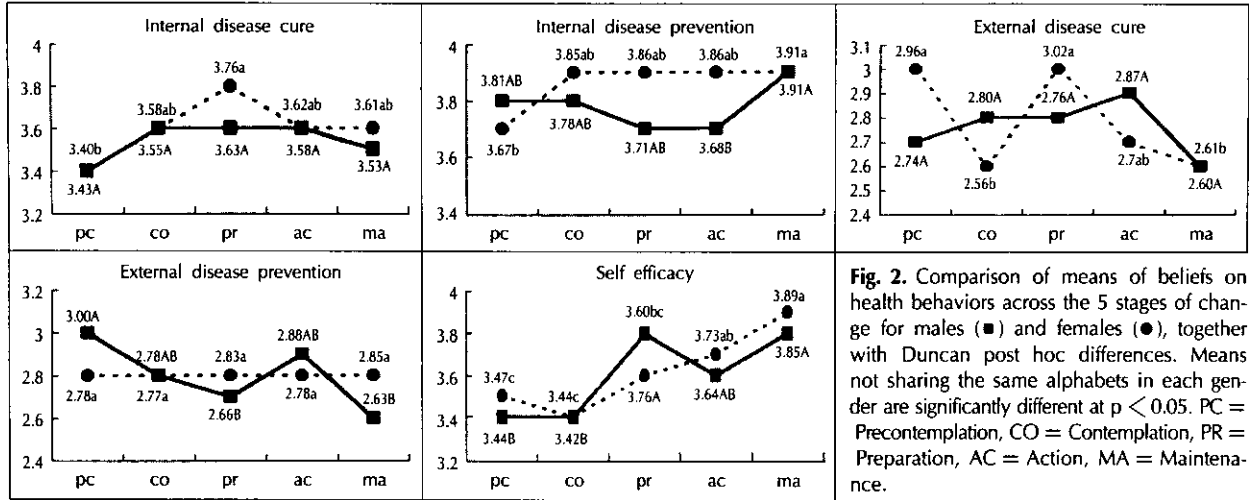 Internal disease cure
4
3.8
3.6
3.4
3.2
3.76a
3.58ab
3.62ab
3.61ab
3.40b
3.55A
3.63A
3.58A
3.53A
3.43A
pc co pr ac ma
Internal disease prevention
4
3.8
3.6
3.4
3.85ab
3.86ab
3.86ab
3.91a
3.81AB
3.91A
3.78AB
3.67b
3.71AB
3.68B
pc co pr ac ma
External disease cure
3.1
3
2.9
2.8
2.7
2.6
2.5
2.4
2.96a
3.02a
2.87A
2.80A
2.76A
2.74A
2.7ab
2.61b
2.56b
2.60A
pc co pr ac ma
External disease prevention
3.2
3
2.8
2.6
2.4
3.00A
2.88AB
2.78AB
2.83a
2.85a
2.78a
2.77a
2.78a
2.66B
2.63B
pc co pr ac ma
Self efficacy
4
3.8
3.6
3.4
3.2
3.89a
3.60bc
3.73ab
3.85A
3.47c
3.44c
3.76A
3.64AB
3.44B
3.42B
pc co pr ac ma
Fig. 2. Comparison of means of beliefs on
health behaviors across the 5 stages of chan-
ge for males (■) and females (●), together
with Duncan post hoc differences. Means
not sharing the same alphabets in each gen-
der are significantly different at p < 0.05. PC =
Precontemplation, CO = Contemplation, PR =
Preparation, AC = Action, MA = Maintena-
nce.